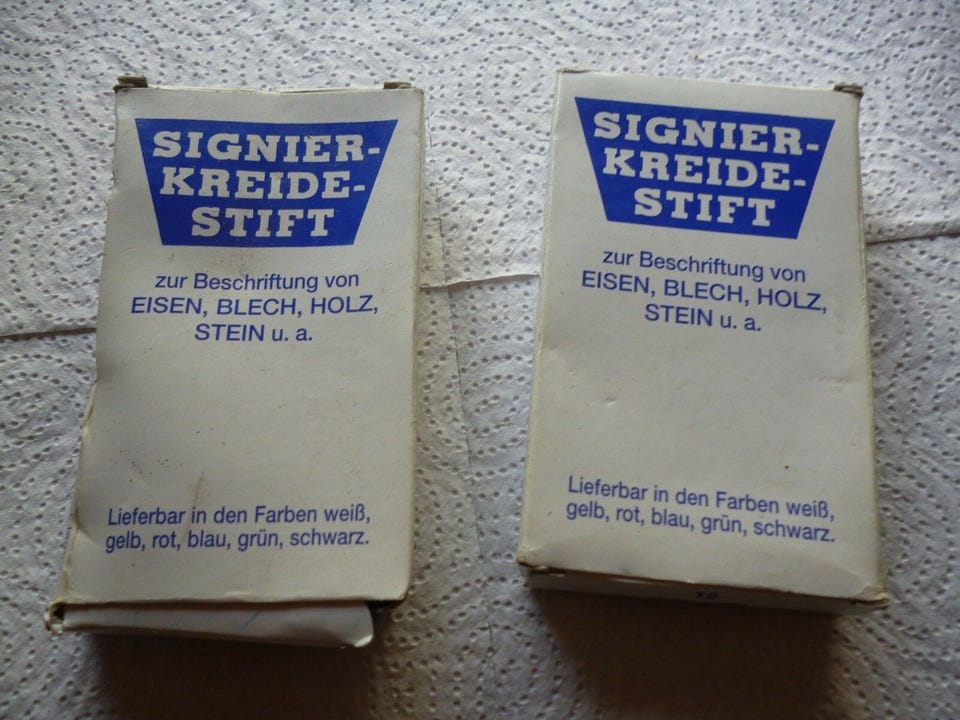 SIGNIER-
KREIDE-
STIFT
zur Beschriftung von
EISEN, BLECH, HOLZ,
STEIN u. a.
Lieferbar in den Farben weiß,
gelb, rot, blau, grün, schwarz.
SIGNIER-
KREIDE-
STIFT
zur Beschriftung von
EISEN, BLECH, HOLZ,
STEIN u. a.
Lieferbar in den Farben weiß,
gelb, rot, blau, grün, schwarz.
12